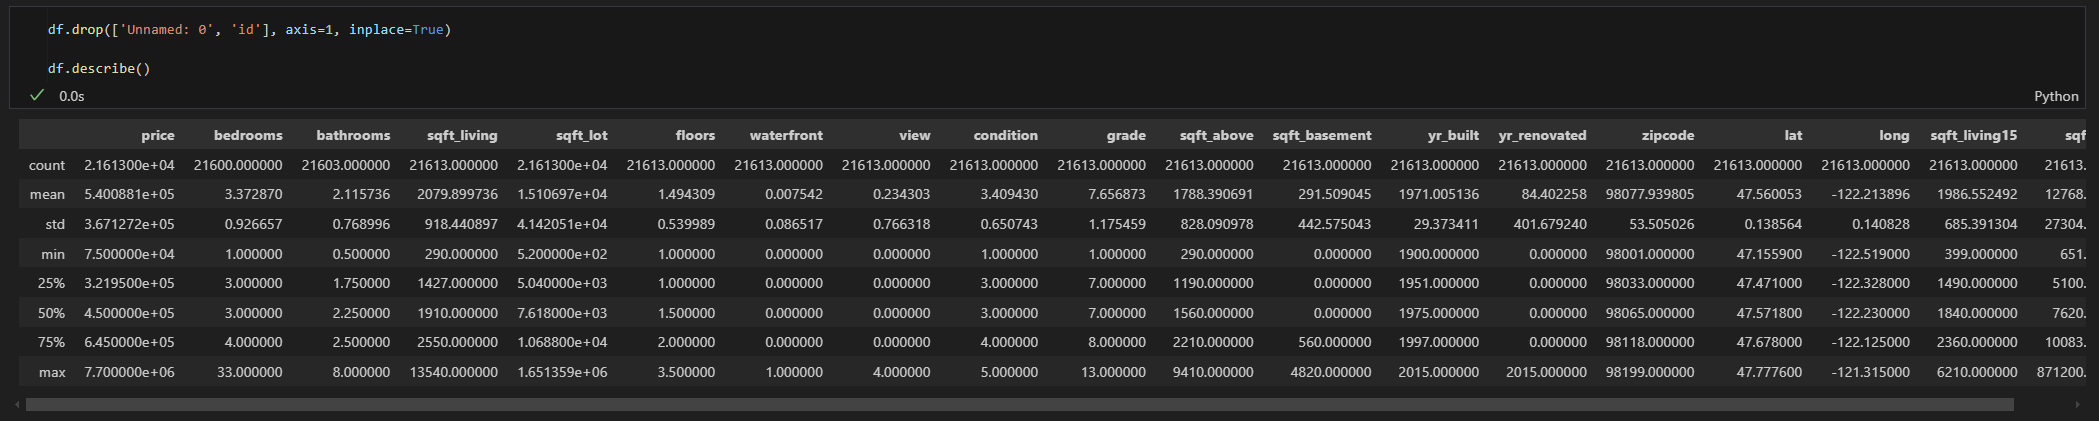 df.drop(['Unnamed: 0', 'id'], axis=1, inplace=True)
df.describe()
0.0s
Python
price bedrooms bathrooms sqft_living sqft_lot floors waterfront view condition grade sqft_above sqft_basement yr_built yr_renovated zipcode lat long sqft_living15 sqf
count 2.161300e+04 21600.000000 21603.000000 21613.000000 2.161300e+04 21613.000000 21613.000000 21613.000000 21613.000000 21613.000000 21613.000000 21613.000000 21613.000000 21613.000000 21613.000000 21613.000000 21613.000000 21613.000000 21613.
mean 5.400881e+05 3.372870 2.115736 2079.899736 1.510697e+04 1.494309 0.007542 0.234303 3.409430 7.656873 1788.390691 291.509045 1971.005136 84.402258 98077.939805 47.560053 -122.213896 1986.552492 12768.
std 3.671272e+05 0.926657 0.768996 918.440897 4.142051e+04 0.539989 0.086517 0.766318 0.650743 1.175459 828.090978 442.575043 29.373411 401.679240 53.505026 0.138564 0.140828 685.391304 27304.
min 7.500000e+04 1.000000 0.500000 290.000000 5.200000e+02 1.000000 0.000000 0.000000 1.000000 1.000000 290.000000 0.000000 1900.000000 0.000000 98001.000000 47.155900 -122.519000 399.000000 651.
25% 3.219500e+05 3.000000 1.750000 1427.000000 5.040000e+03 1.000000 0.000000 0.000000 3.000000 7.000000 1190.000000 0.000000 1951.000000 0.000000 98033.000000 47.471000 -122.328000 1490.000000 5100.
50% 4.500000e+05 3.000000 2.250000 1910.000000 7.618000e+03 1.500000 0.000000 0.000000 3.000000 7.000000 1560.000000 0.000000 1975.000000 0.000000 98065.000000 47.571800 -122.230000 1840.000000 7620.
75% 6.450000e+05 4.000000 2.500000 2550.000000 1.068800e+04 2.000000 0.000000 0.000000 4.000000 8.000000 2210.000000 560.000000 1997.000000 0.000000 98118.000000 47.678000 -122.125000 2360.000000 10083.
max 7.700000e+06 33.000000 8.000000 13540.000000 1.651359e+06 3.500000 1.000000 4.000000 5.000000 13.000000 9410.000000 4820.000000 2015.000000 2015.000000 98199.000000 47.777600 -121.315000 6210.000000 871200.